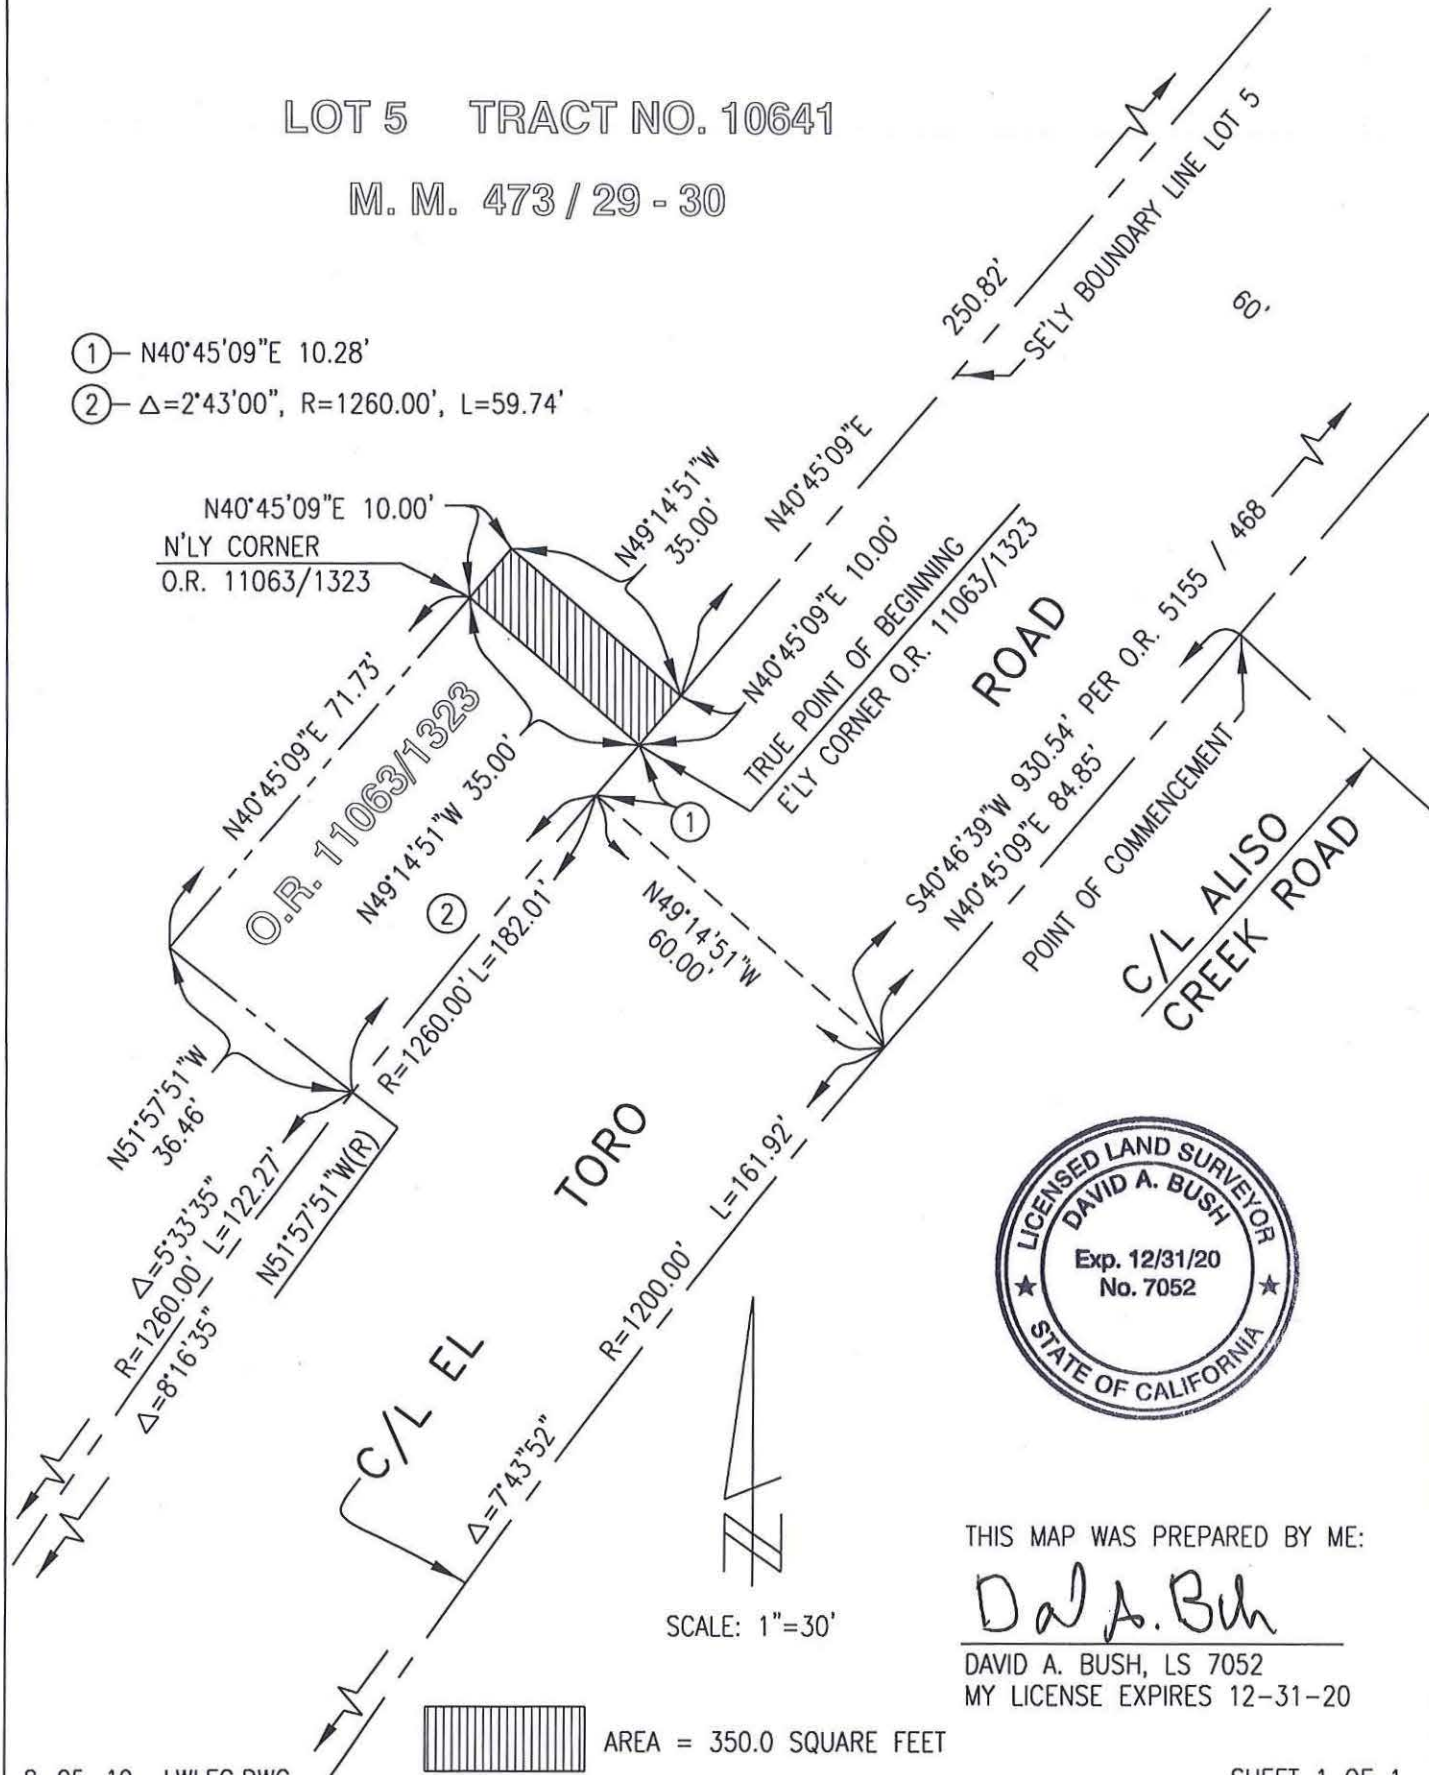 LOT 5 TRACT NO. 10641
M. M. 473 / 29 - 30
1 N40°45'09"E 10.28'
2 Δ=2°43'00", R=1260.00', L=59.74'
N40°45'09"E 10.00'
N'LY CORNER
O.R. 11063/1323
N49°14'51"W
35.00'
N40°45'09"E
250.82'
SE'LY BOUNDARY LINE LOT 5
60'
N40°45'09"E 10.00'
TRUE POINT OF BEGINNING
E'LY CORNER O.R. 11063/1323
N40°45'09"E 71.73'
O.R. 11063/1323
N49°14'51"W 35.00'
1
2
ROAD
S40°46'39"W 930.54' PER O.R. 5155 / 468
N40°45'09"E 84.85'
POINT OF COMMENCEMENT
C/L ALISO
CREEK ROAD
N49°14'51"W
60.00'
R=1260.00' L=182.01'
N51°57'51"W
36.46'
N51°57'51"W(R)
Δ=5°33'35"
R=1260.00' L=122.27'
Δ=8°16'35"
TORO
C/L EL
L=161.92'
R=1200.00'
Δ=7°43"52"
LICENSED LAND SURVEYOR
DAVID A. BUSH
Exp. 12/31/20
No. 7052
STATE OF CALIFORNIA
N
SCALE: 1"=30'
THIS MAP WAS PREPARED BY ME:
DAVID A. BUSH, LS 7052
MY LICENSE EXPIRES 12-31-20
AREA = 350.0 SQUARE FEET
SHEET 1 OF 1